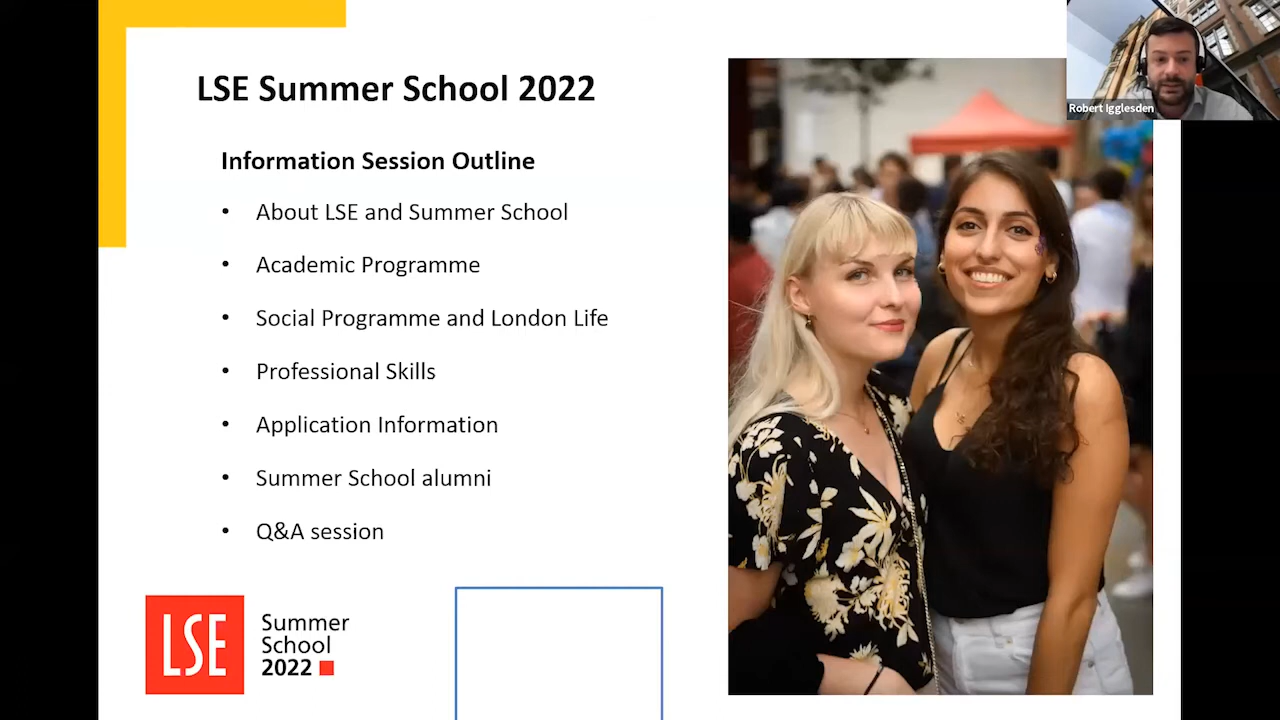 LSE Summer School 2022
Information Session Outline
• About LSE and Summer School
• Academic Programme
• Social Programme and London Life
• Professional Skills
• Application Information
• Summer School alumni
• Q&A session
LSE
Summer
School
2022
Robert Igglesden